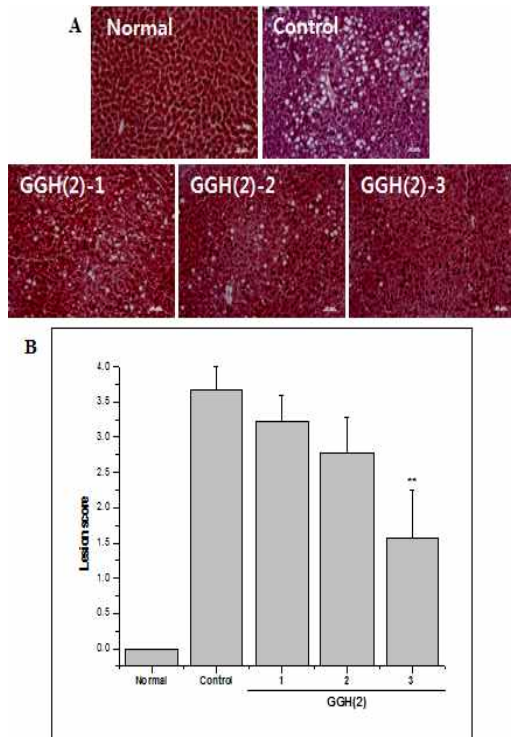 A
Normal
Control
GGH(2)-1
GGH(2)-2
GGH(2)-3
B
4.0
3.5
3.0
2.5
2.0
1.5
1.0
0.5
0.0
Lesion score
**
Normal
Control
1
2
3
GGH(2)